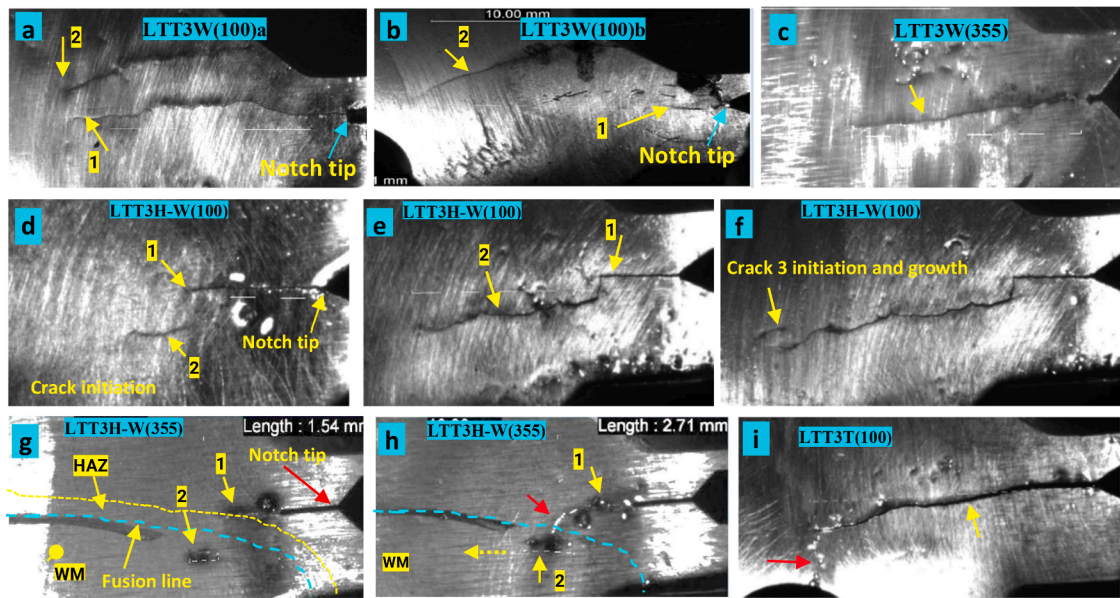 a
LTT3W(100)a
2
1
Notch tip
b
10.00 mm
LTT3W(100)b
2
1
Notch tip
1 mm
c
LTT3W(355)
d
LTT3H-W(100)
1
Notch tip
2
Crack initiation
e
LTT3H-W(100)
1
2
f
LTT3H-W(100)
Crack 3 initiation and growth
g
LTT3H-W(355)
Length : 1.54 mm
HAZ
1
Notch tip
2
WM
Fusion line
h
LTT3H-W(355)
Length : 2.71 mm
1
WM
2
i
LTT3T(100)